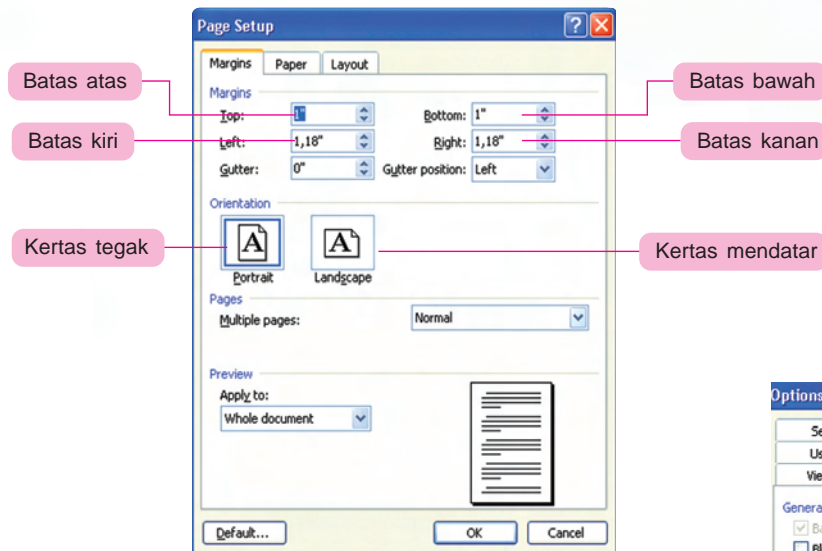 Page Setup
Margins Paper Layout
Margins
Batas atas Top: 1" Bottom: 1" Batas bawah
Batas kiri Left: 1,18" Right: 1,18" Batas kanan
Gutter: 0" Gutter position: Left
Orientation
A A
Kertas tegak Kertas mendatar
Portrait Landscape
Pages
Multiple pages: Normal
Preview
Apply to:
Whole document
Default... OK Cancel
Options